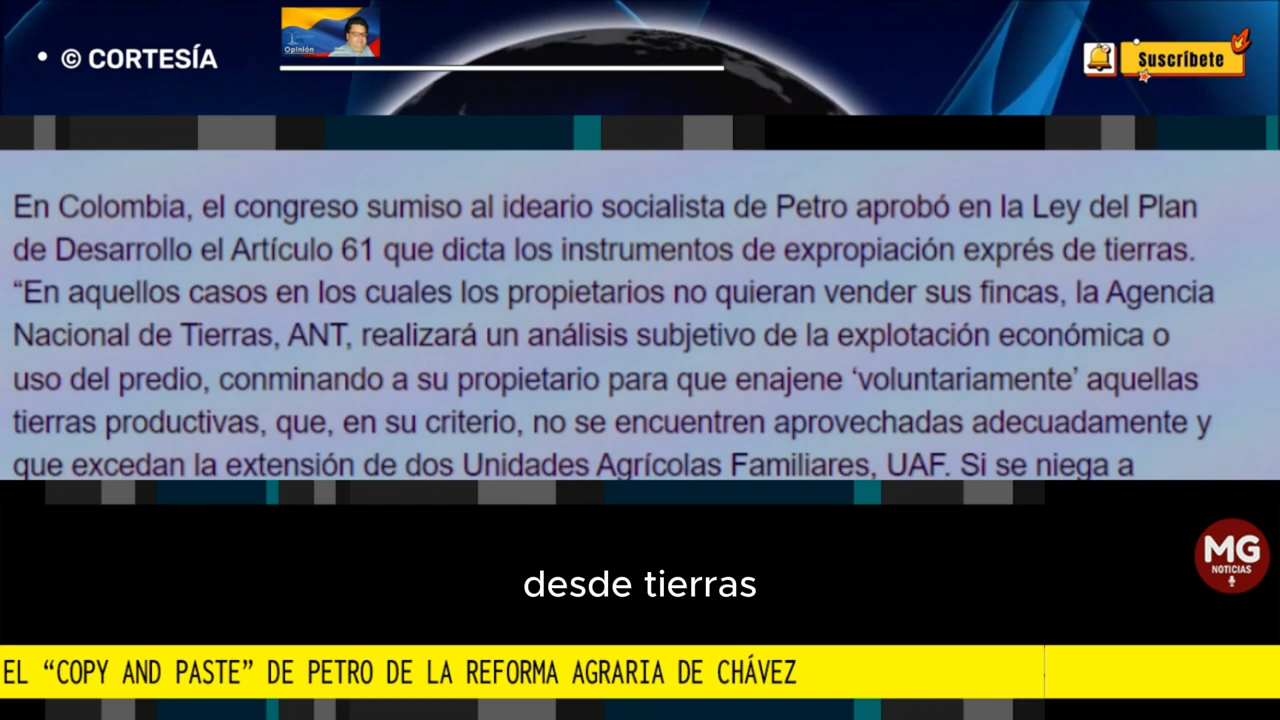 • © CORTESÍA
Opinión
Suscríbete
En Colombia, el congreso sumiso al ideario socialista de Petro aprobó en la Ley del Plan
de Desarrollo el Artículo 61 que dicta los instrumentos de expropiación exprés de tierras.
“En aquellos casos en los cuales los propietarios no quieran vender sus fincas, la Agencia
Nacional de Tierras, ANT, realizará un análisis subjetivo de la explotación económica o
uso del predio, conminando a su propietario para que enajene ‘voluntariamente’ aquellas
tierras productivas, que, en su criterio, no se encuentren aprovechadas adecuadamente y
que excedan la extensión de dos Unidades Agrícolas Familiares, UAF. Si se niega a
MG
NOTICIAS
desde tierras
EL “COPY AND PASTE” DE PETRO DE LA REFORMA AGRARIA DE CHÁVEZ